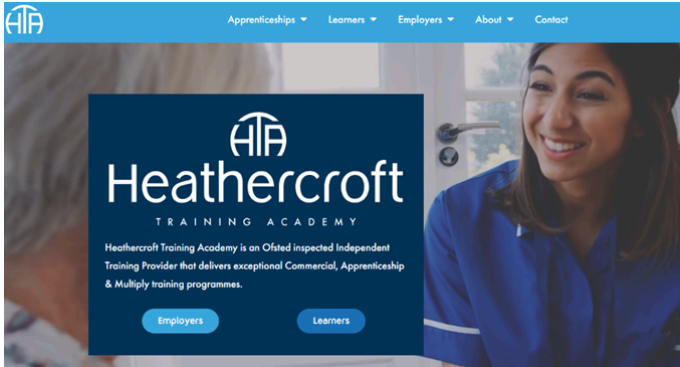 HTA
Apprenticeships Learners Employers About Contact
HTA
Heathercroft
TRAINING ACADEMY
Heathercroft Training Academy is an Ofsted inspected Independent
Training Provider that delivers exceptional Commercial, Apprenticeship
& Multiply training programmes.
Employers Learners